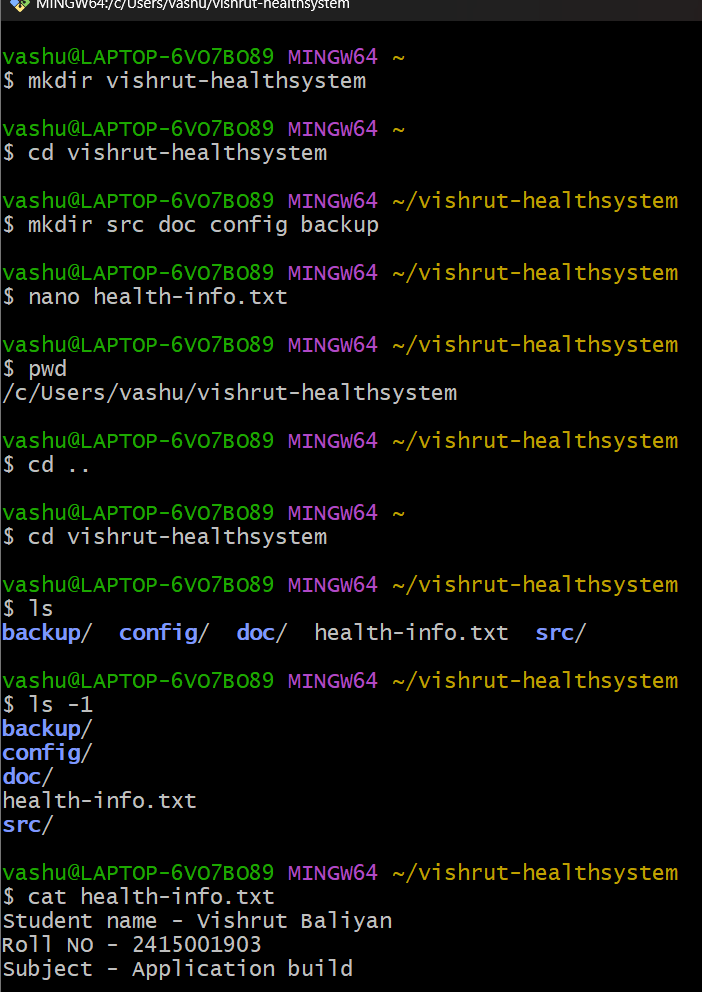 MINGW64:/c/Users/vashu/vishrut-healthsystem
vashu@LAPTOP-6VO7BO89 MINGW64 ~
$ mkdir vishrut-healthsystem
vashu@LAPTOP-6VO7BO89 MINGW64 ~
$ cd vishrut-healthsystem
vashu@LAPTOP-6VO7BO89 MINGW64 ~/vishrut-healthsystem
$ mkdir src doc config backup
vashu@LAPTOP-6VO7BO89 MINGW64 ~/vishrut-healthsystem
$ nano health-info.txt
vashu@LAPTOP-6VO7BO89 MINGW64 ~/vishrut-healthsystem
$ pwd
/c/Users/vashu/vishrut-healthsystem
vashu@LAPTOP-6VO7BO89 MINGW64 ~/vishrut-healthsystem
$ cd ..
vashu@LAPTOP-6VO7BO89 MINGW64 ~
$ cd vishrut-healthsystem
vashu@LAPTOP-6VO7BO89 MINGW64 ~/vishrut-healthsystem
$ ls
backup/  config/  doc/  health-info.txt  src/
vashu@LAPTOP-6VO7BO89 MINGW64 ~/vishrut-healthsystem
$ ls -1
backup/
config/
doc/
health-info.txt
src/
vashu@LAPTOP-6VO7BO89 MINGW64 ~/vishrut-healthsystem
$ cat health-info.txt
Student name - Vishrut Baliyan
Roll NO - 2415001903
Subject - Application build